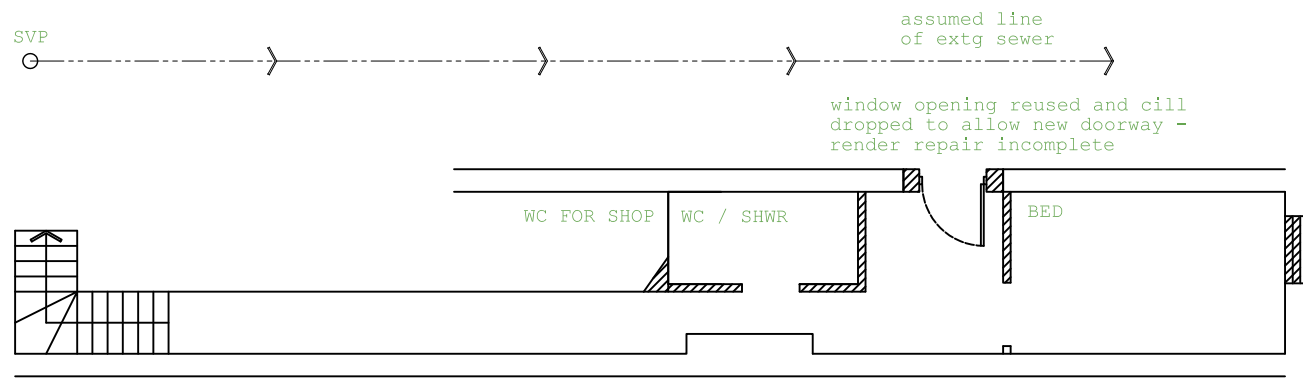 SVP
assumed line
of extg sewer
window opening reused and cill
dropped to allow new doorway -
render repair incomplete
WC FOR SHOP
WC / SHWR
BED